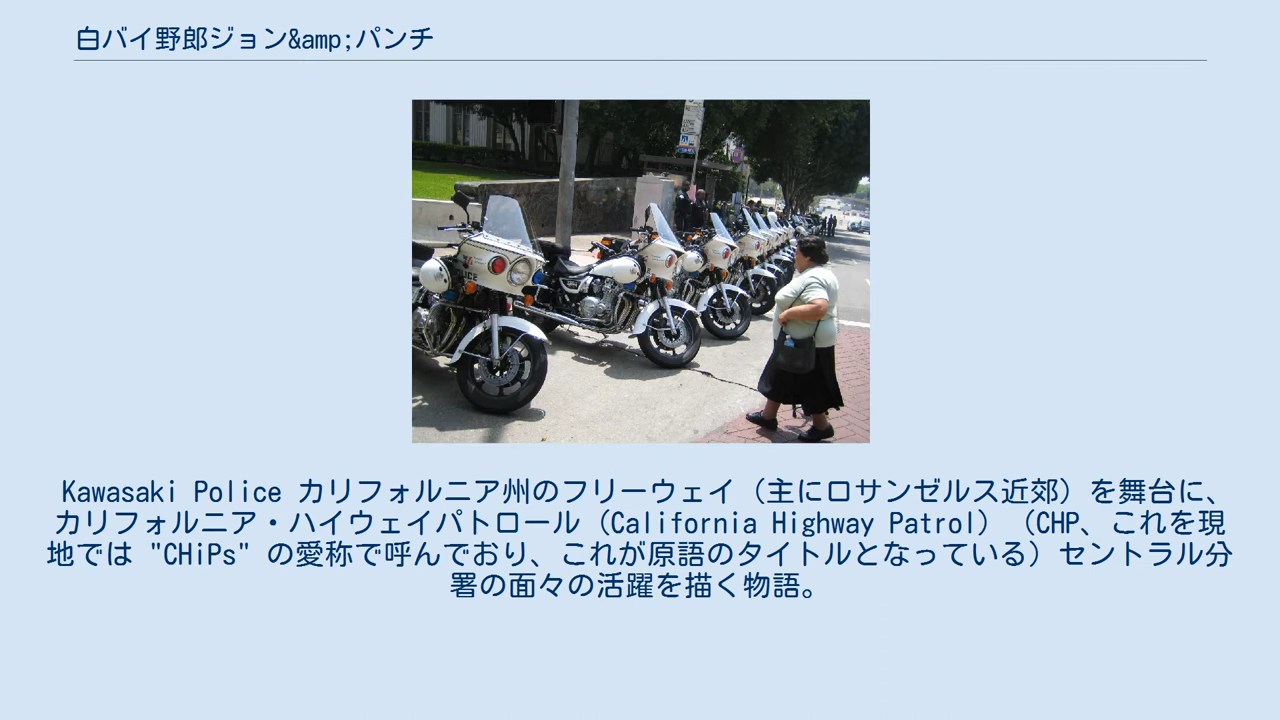 白バイ野郎ジョン&amp;パンチ
Kawasaki Police カリフォルニア州のフリーウェイ（主にロサンゼルス近郊）を舞台に、
カリフォルニア・ハイウェイパトロール（California Highway Patrol）（CHP、これを現
地では "CHiPs" の愛称で呼んでおり、これが原語のタイトルとなっている）セントラル分
署の面々の活躍を描く物語。